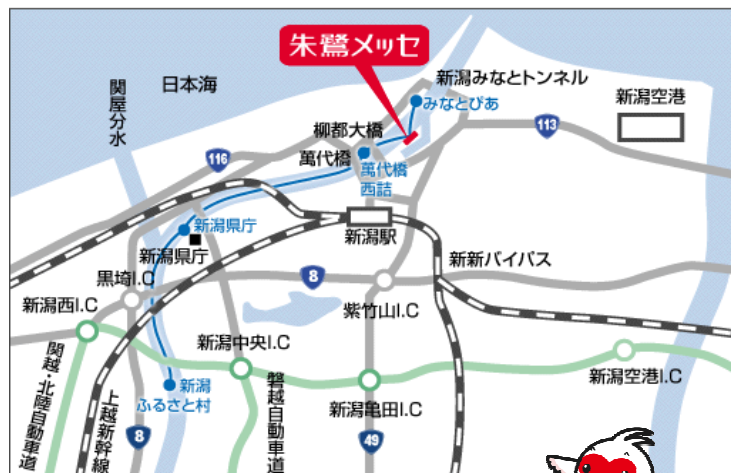 朱鷺メッセ
日本海
関屋分水
新潟みなとトンネル
みなとぴあ
新潟空港
柳都大橋
113
116
萬代橋
萬代橋
西詰
新潟県庁
新潟県庁
新潟駅
黒埼I.C
8
新新バイパス
新潟西I.C
紫竹山I.C
新潟中央I.C
新潟空港I.C
新潟
ふるさと村
新潟亀田I.C
関越・北陸自動車道
上越新幹線
8
磐越自動車道
49